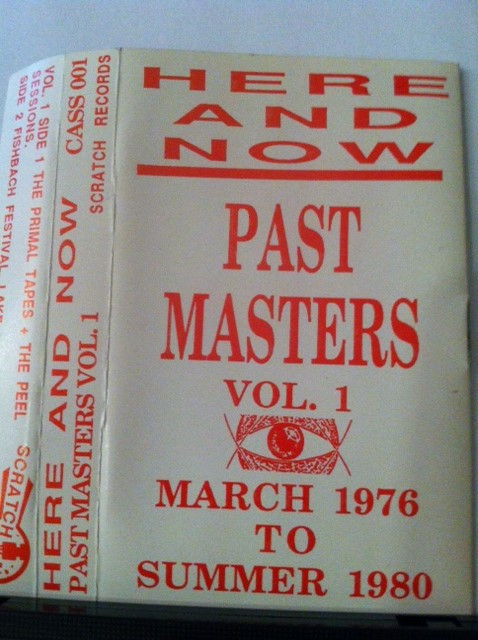 HERE
AND
NOW
PAST
MASTERS
VOL. 1
MARCH 1976
TO
SUMMER 1980
HERE AND NOW CASS 001
PAST MASTERS VOL. 1 SCRATCH RECORDS
VOL. 1 SIDE 1 THE PRIMAL TAPES + THE PEEL
SESSIONS,
SIDE 2 FISHBACH FESTIVAL
SCRATCH